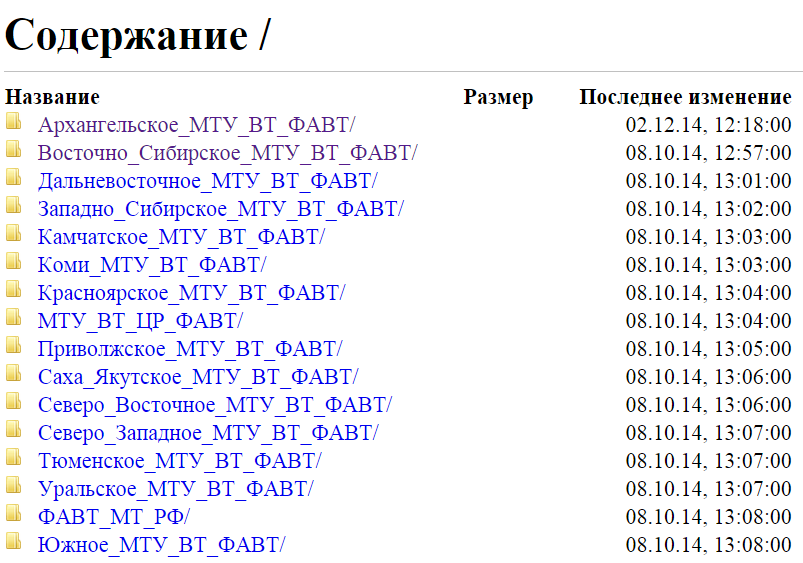 Содержание /
Название Размер Последнее изменение
Архангельское_МТУ_ВТ_ФАВТ/ 02.12.14, 12:18:00
Восточно_Сибирское_МТУ_ВТ_ФАВТ/ 08.10.14, 12:57:00
Дальневосточное_МТУ_ВТ_ФАВТ/ 08.10.14, 13:01:00
Западно_Сибирское_МТУ_ВТ_ФАВТ/ 08.10.14, 13:02:00
Камчатское_МТУ_ВТ_ФАВТ/ 08.10.14, 13:03:00
Коми_МТУ_ВТ_ФАВТ/ 08.10.14, 13:03:00
Красноярское_МТУ_ВТ_ФАВТ/ 08.10.14, 13:04:00
МТУ_ВТ_ЦР_ФАВТ/ 08.10.14, 13:04:00
Приволжское_МТУ_ВТ_ФАВТ/ 08.10.14, 13:05:00
Саха_Якутское_МТУ_ВТ_ФАВТ/ 08.10.14, 13:06:00
Северо_Восточное_МТУ_ВТ_ФАВТ/ 08.10.14, 13:06:00
Северо_Западное_МТУ_ВТ_ФАВТ/ 08.10.14, 13:07:00
Тюменское_МТУ_ВТ_ФАВТ/ 08.10.14, 13:07:00
Уральское_МТУ_ВТ_ФАВТ/ 08.10.14, 13:07:00
ФАВТ_МТ_РФ/ 08.10.14, 13:08:00
Южное_МТУ_ВТ_ФАВТ/ 08.10.14, 13:08:00